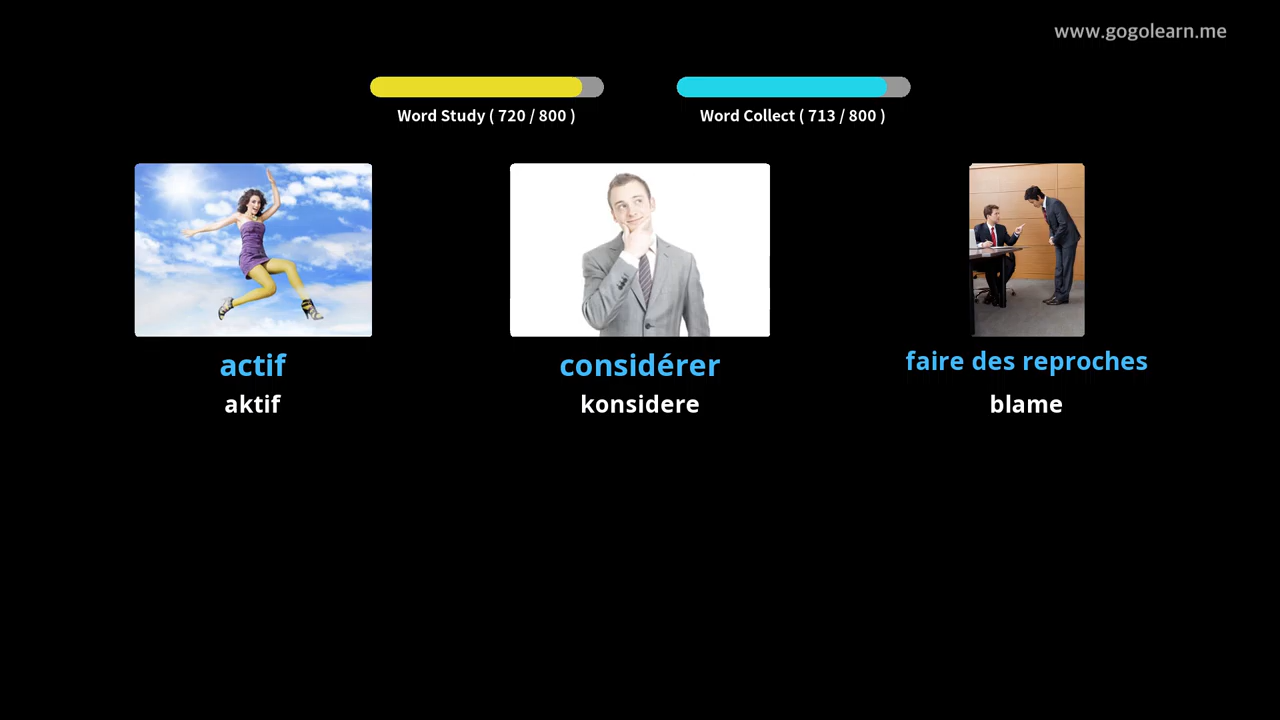 www.gogolearn.me
Word Study ( 720 / 800 )
Word Collect ( 713 / 800 )
actif
considérer
faire des reproches
aktif
konsidere
blame